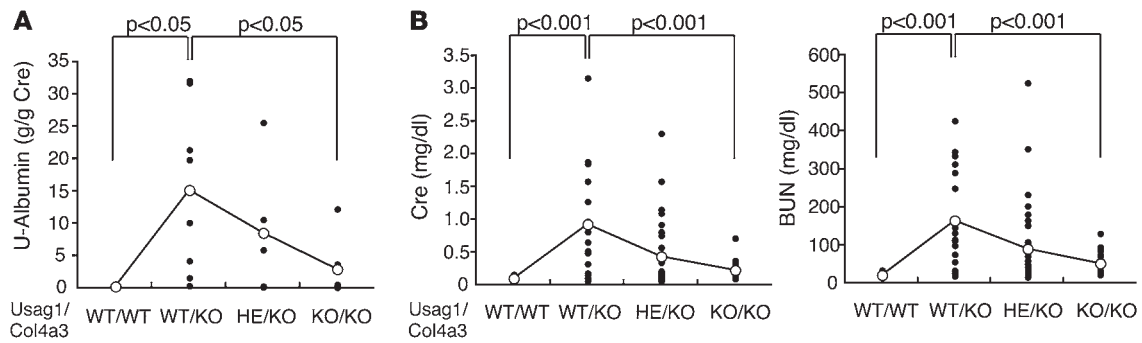 A
p<0.05
p<0.05
U-Albumin (g/g Cre)
35
30
25
20
15
10
5
0
Usag1/
Col4a3
WT/WT WT/KO HE/KO KO/KO
B
p<0.001
p<0.001
Cre (mg/dl)
3.5
3.0
2.5
2.0
1.5
1.0
0.5
0
Usag1/
Col4a3
WT/WT WT/KO HE/KO KO/KO
p<0.001
p<0.001
BUN (mg/dl)
600
500
400
300
200
100
0
WT/WT WT/KO HE/KO KO/KO